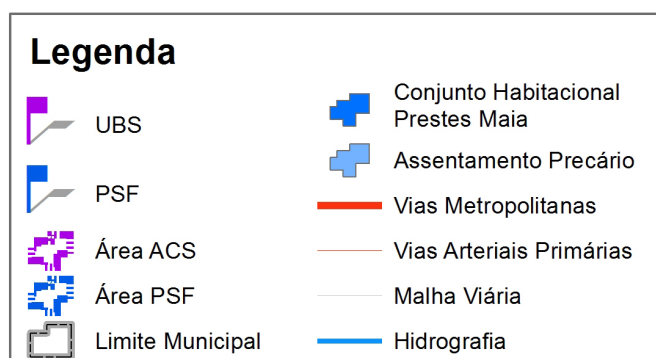 Legenda
UBS
PSF
Área ACS
Área PSF
Limite Municipal
Conjunto Habitacional
Prestes Maia
Assentamento Precário
Vias Metropolitanas
Vias Arteriais Primárias
Malha Viária
Hidrografia